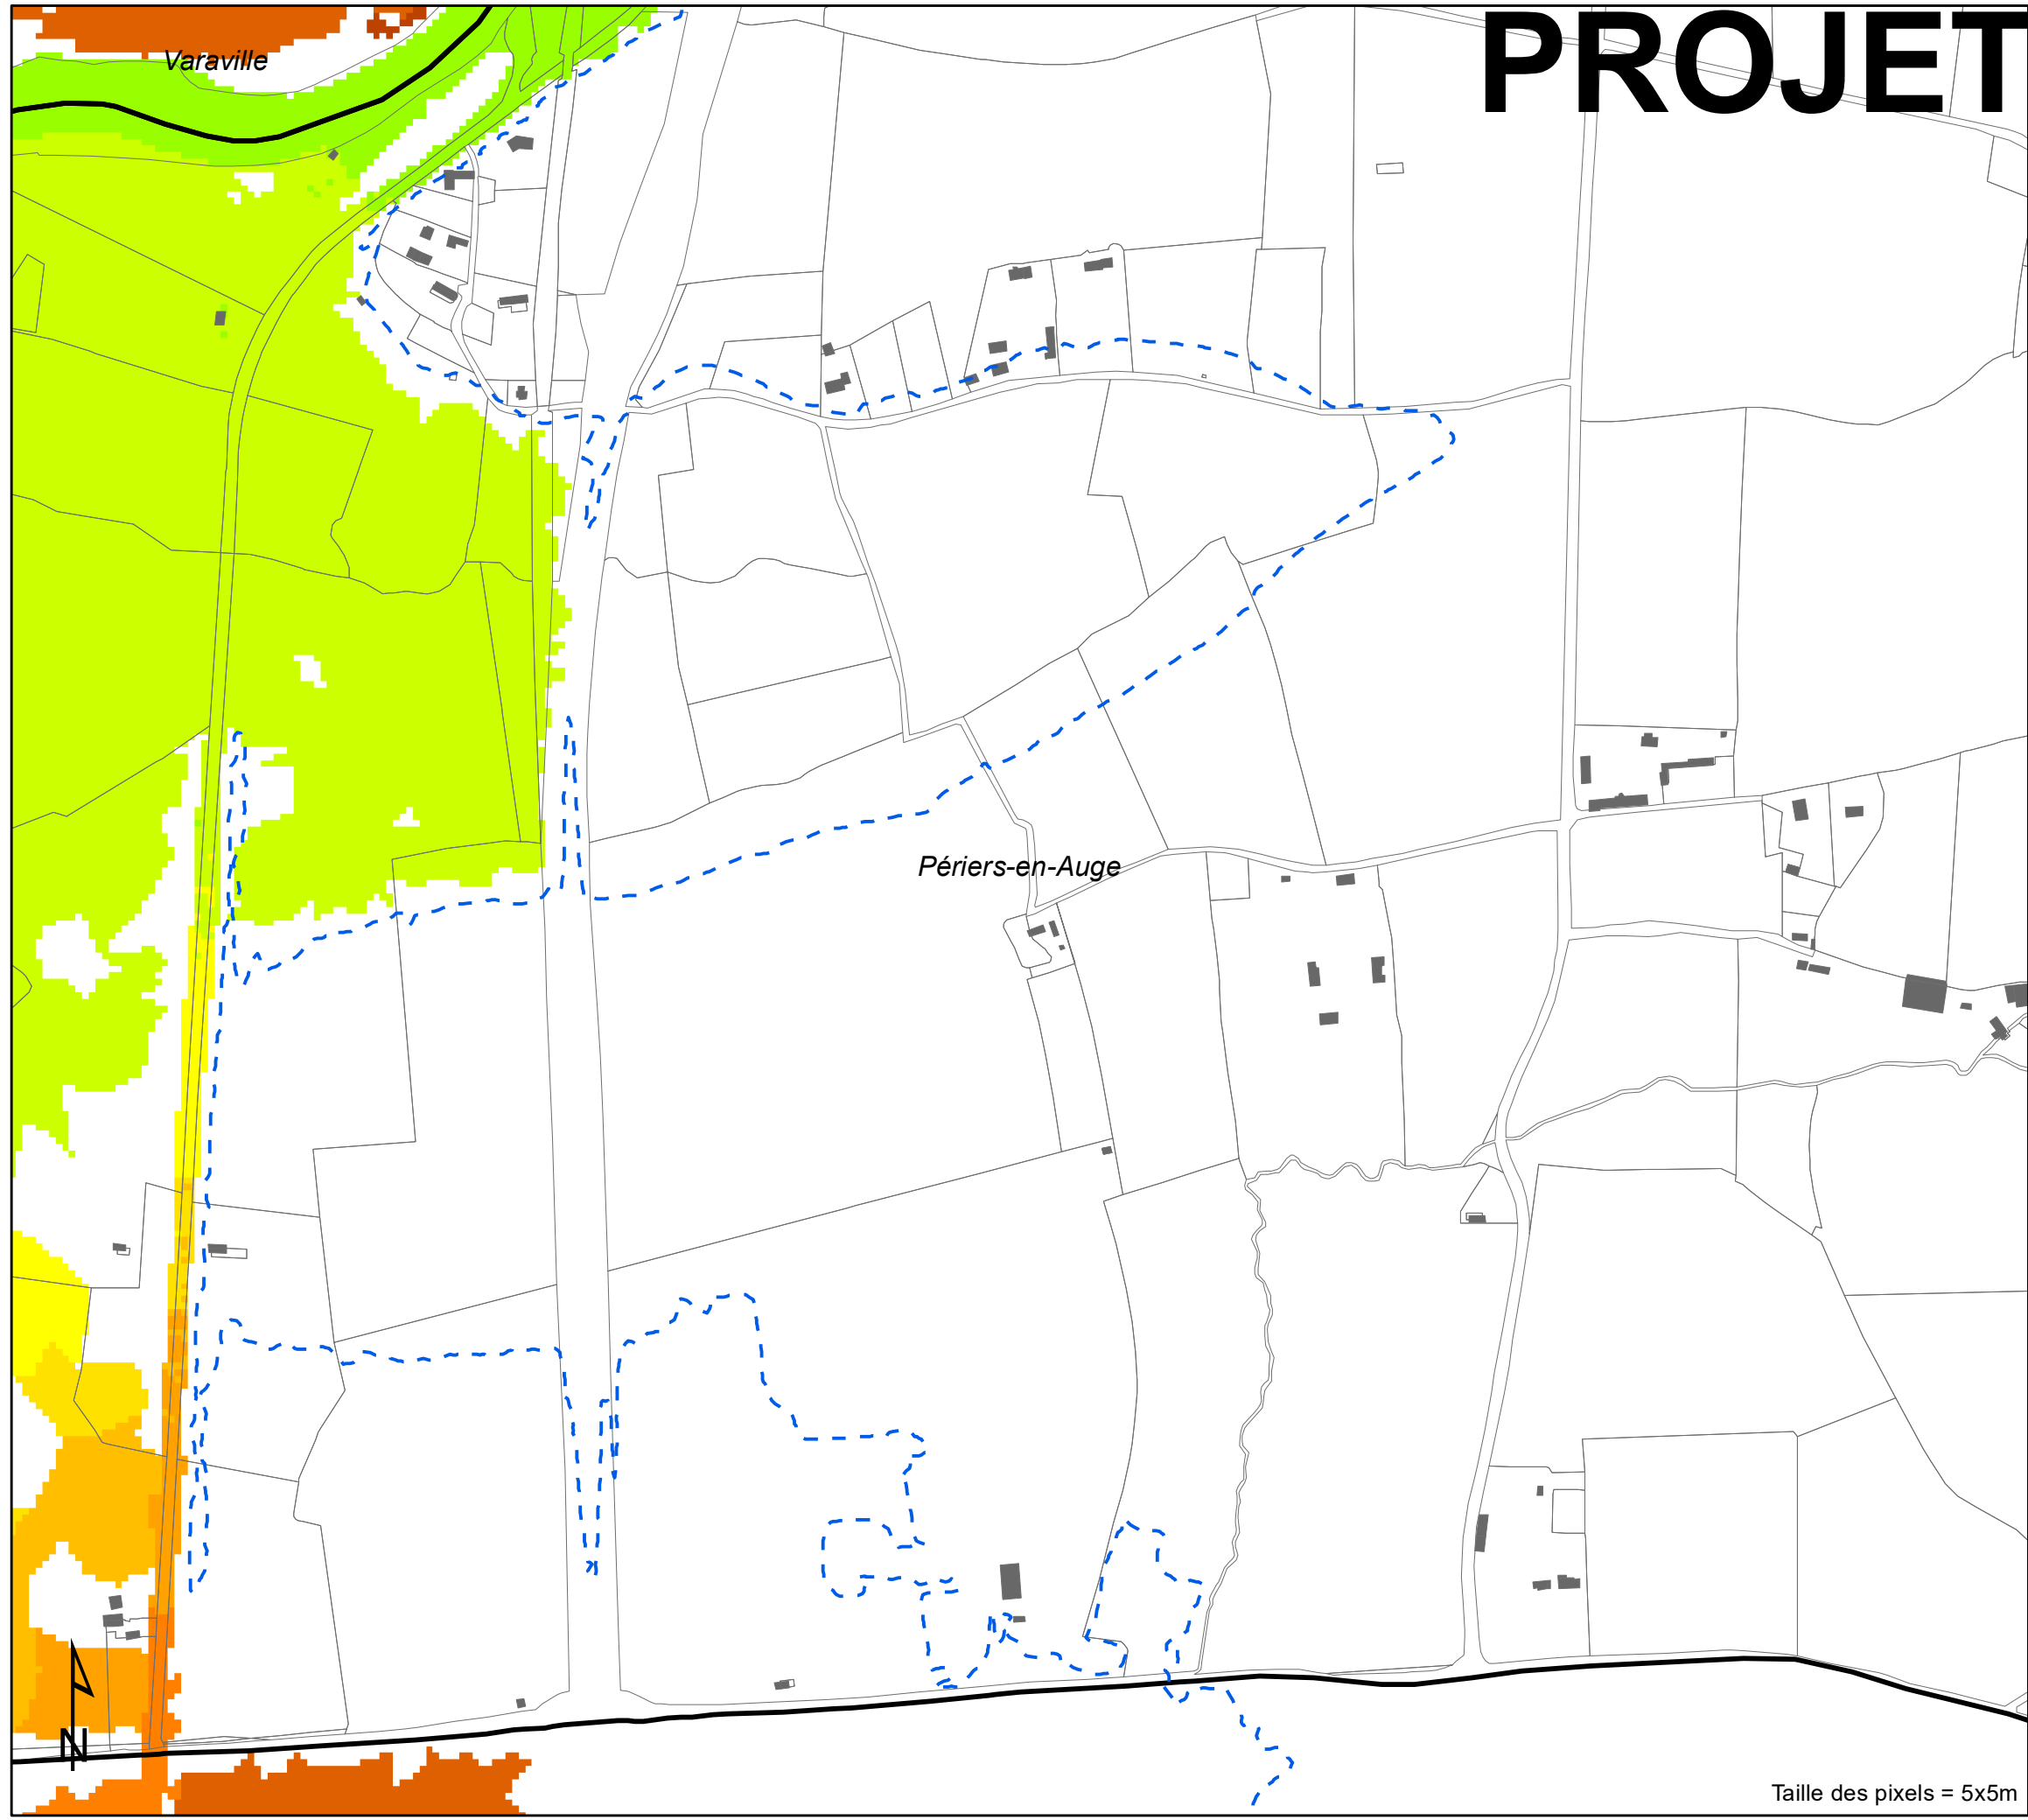 PROJET
Varaville
Périers-en-Auge
N
Taille des pixels = 5x5m